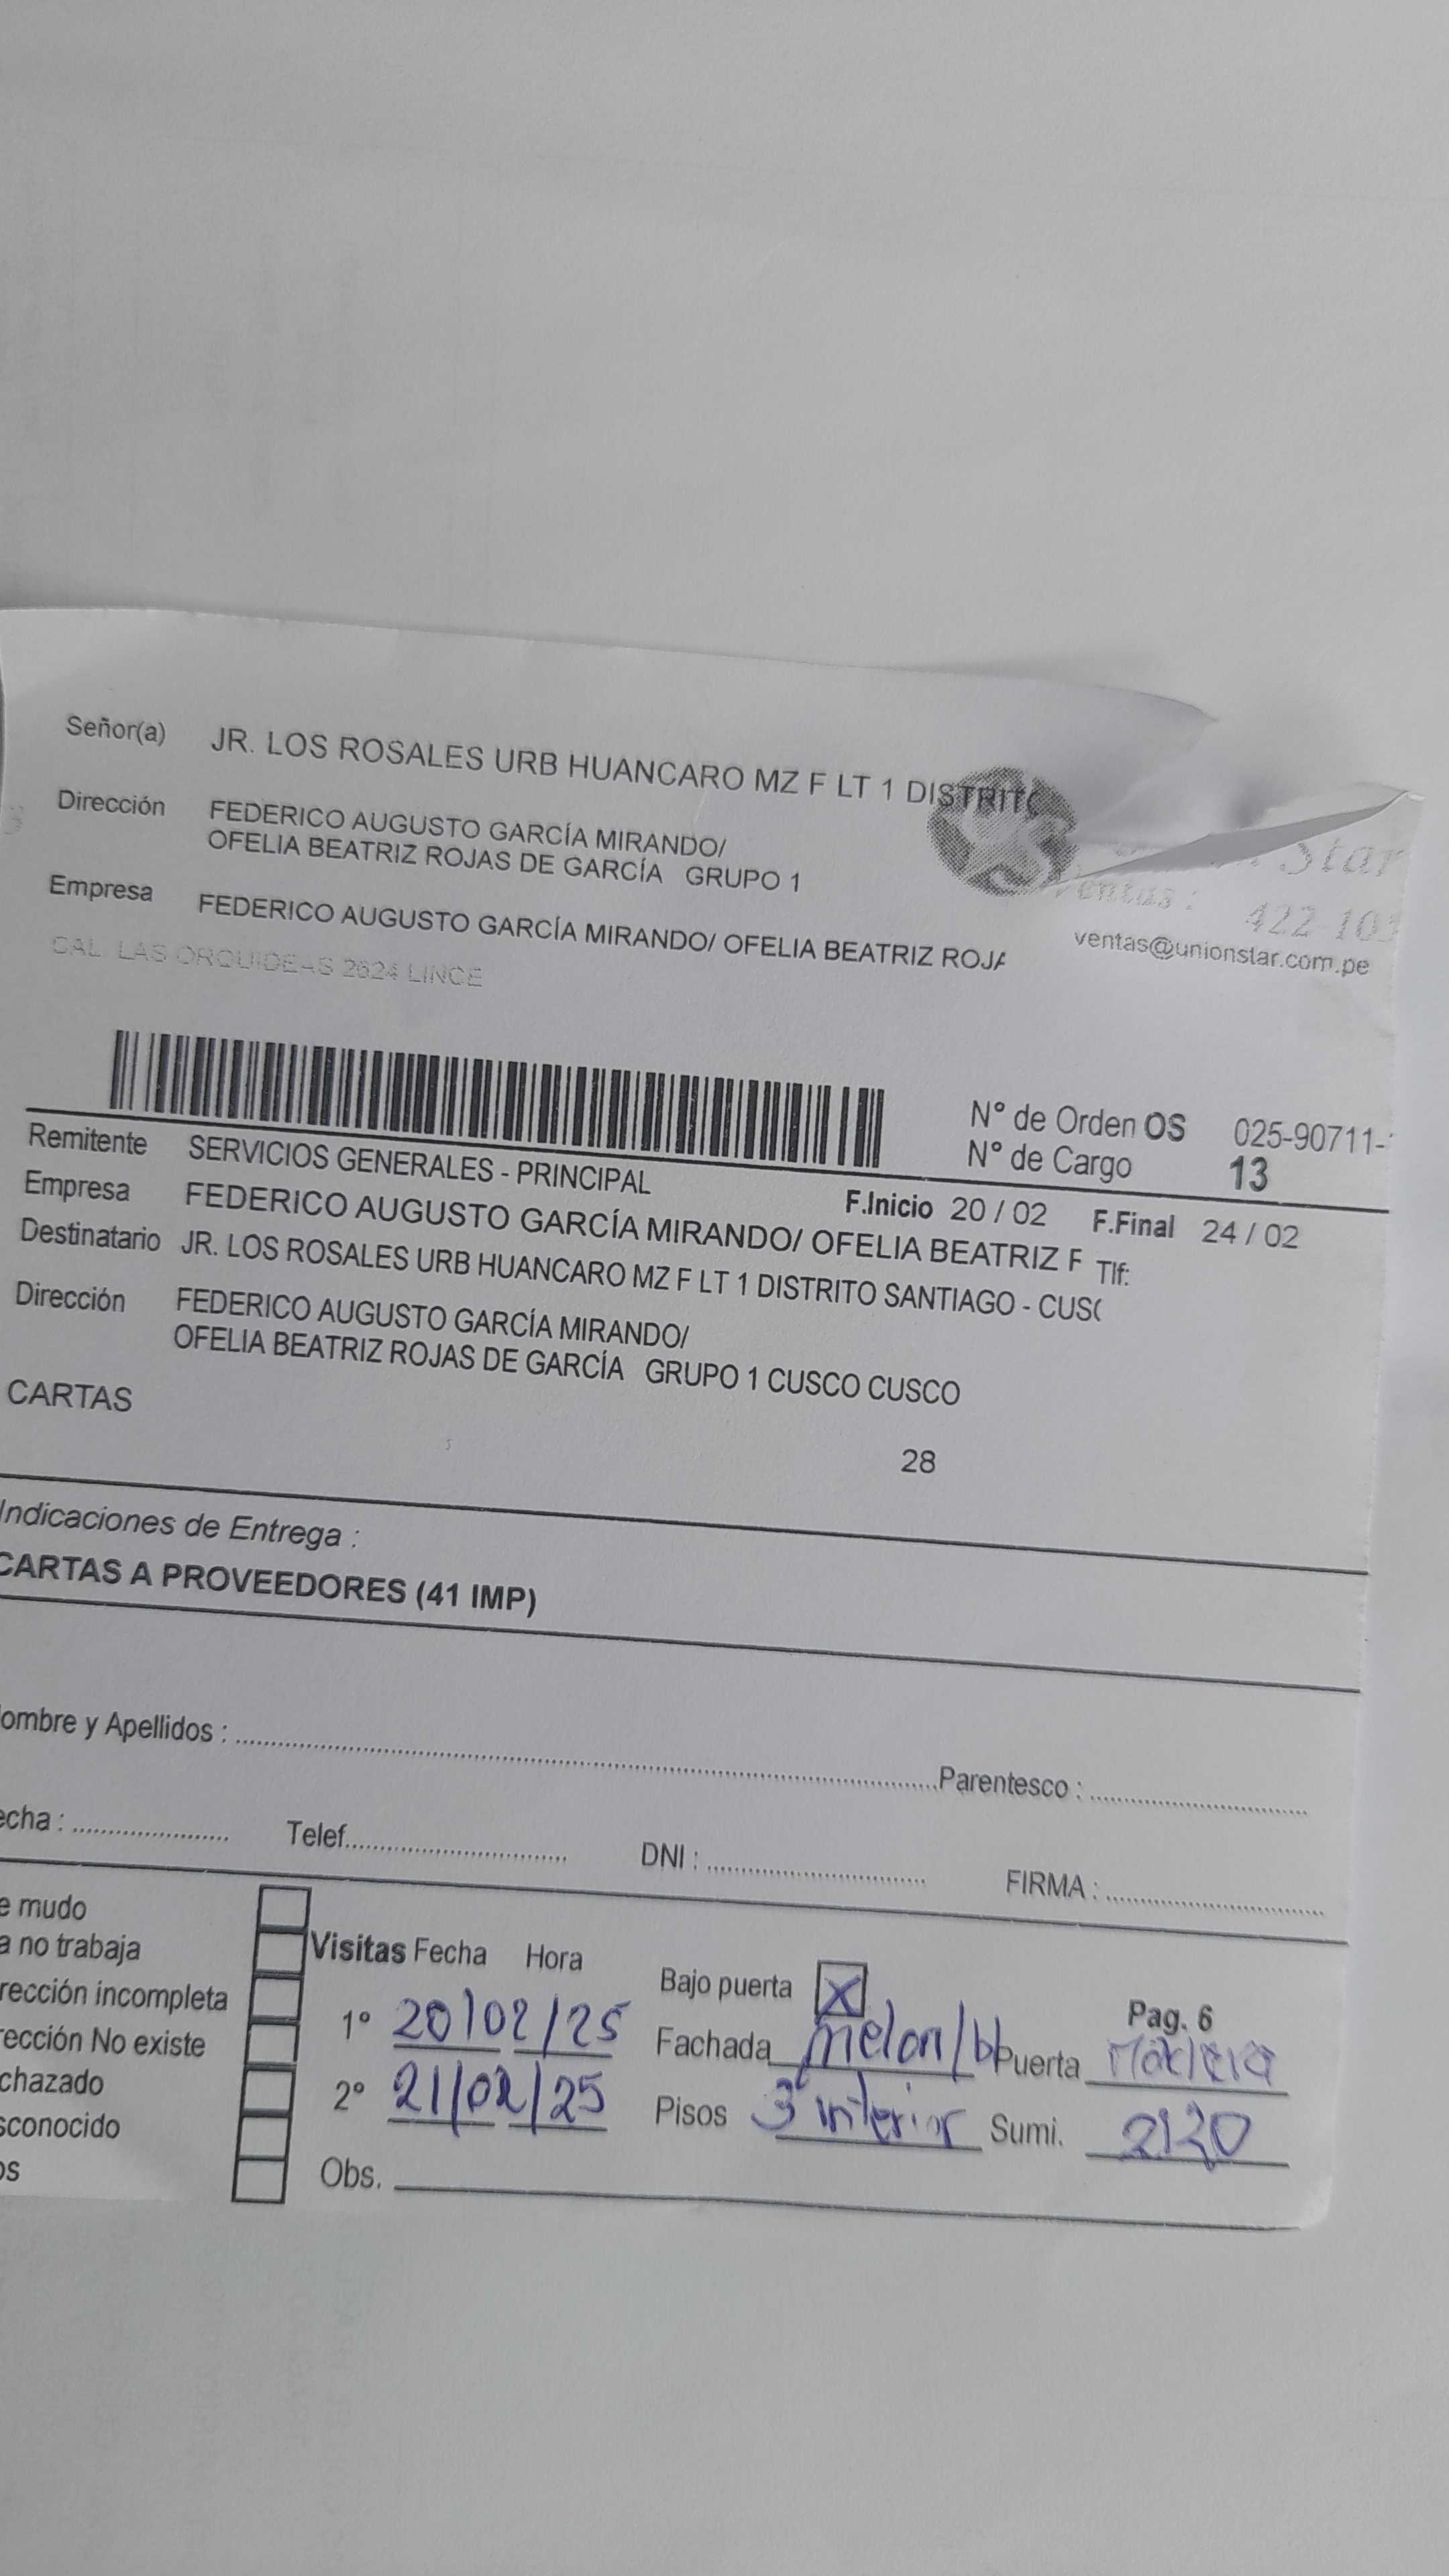 Señor(a) JR. LOS ROSALES URB HUANCARO MZ F LT 1 DISTRITO
Dirección FEDERICO AUGUSTO GARCÍA MIRANDO/
OFELIA BEATRIZ ROJAS DE GARCÍA GRUPO 1
Empresa FEDERICO AUGUSTO GARCÍA MIRANDO/ OFELIA BEATRIZ ROJA
CAL. LAS ORQUIDEAS 2624 LINCE
Star
Ventas :
422-103
ventas@unionstar.com.pe
N° de Orden OS 025-90711-
N° de Cargo 13
Remitente SERVICIOS GENERALES - PRINCIPAL
F.Inicio 20 / 02 F.Final 24 / 02
Empresa FEDERICO AUGUSTO GARCÍA MIRANDO/ OFELIA BEATRIZ F Tlf:
Destinatario JR. LOS ROSALES URB HUANCARO MZ F LT 1 DISTRITO SANTIAGO - CUSC
Dirección FEDERICO AUGUSTO GARCÍA MIRANDO/
OFELIA BEATRIZ ROJAS DE GARCÍA GRUPO 1 CUSCO CUSCO
CARTAS
28
Indicaciones de Entrega :
CARTAS A PROVEEDORES (41 IMP)
ombre y Apellidos : Parentesco :
echa : Telef. DNI : FIRMA :
e mudo
a no trabaja
rección incompleta
rección No existe
chazado
sconocido
os
Visitas Fecha Hora
1° 20/02/25
2° 21/02/25
Obs.
Bajo puerta X
Pag. 6
Fachada melon/b Puerta Madera
Pisos 3 interior Sumi. 2120